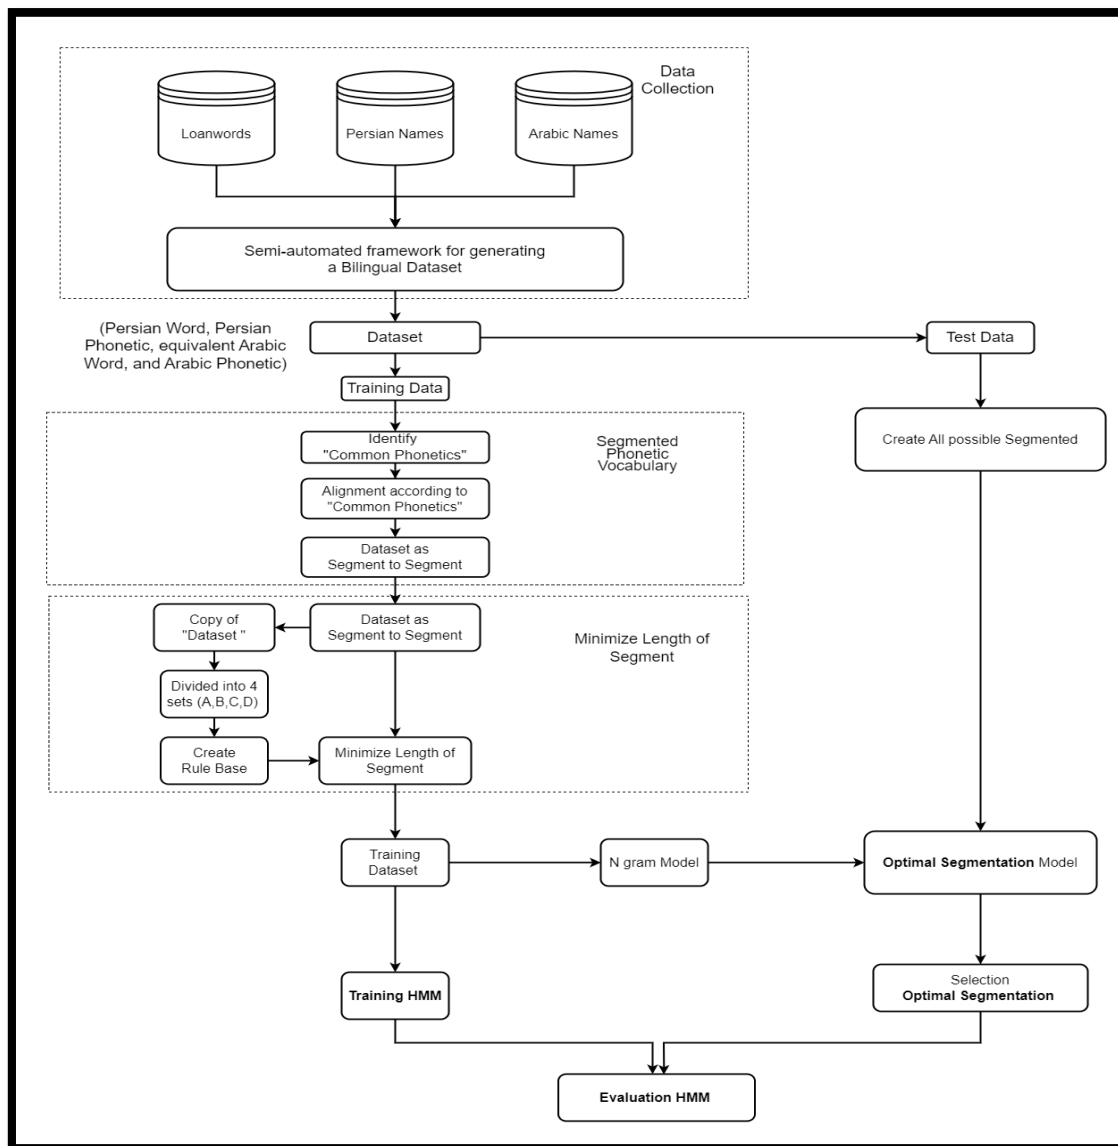 Data
Collection
Loanwords
Persian Names
Arabic Names
Semi-automated framework for generating
a Bilingual Dataset
(Persian Word, Persian
Phonetic, equivalent Arabic
Word, and Arabic Phonetic)
Dataset
Test Data
Training Data
Identify
"Common Phonetics"
Segmented
Phonetic
Vocabulary
Create All possible Segmented
Alignment according to
"Common Phonetics"
Dataset as
Segment to Segment
Copy of
"Dataset "
Dataset as
Segment to Segment
Minimize Length of
Segment
Divided into 4
sets (A,B,C,D)
Create
Rule Base
Minimize Length of
Segment
Training
Dataset
N gram Model
Optimal Segmentation Model
Training HMM
Selection
Optimal Segmentation
Evaluation HMM